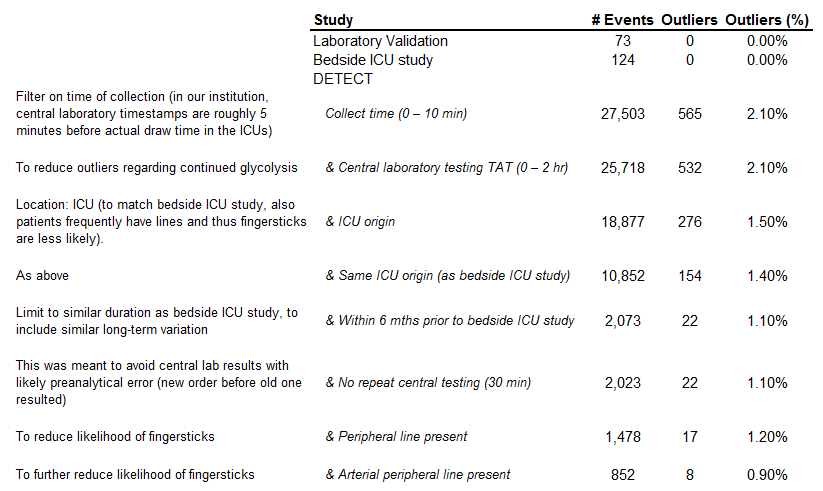 Study # Events Outliers Outliers (%)
Laboratory Validation 73 0 0.00%
Bedside ICU study 124 0 0.00%
DETECT
Filter on time of collection (in our institution,
central laboratory timestamps are roughly 5
minutes before actual draw time in the ICUs)
Collect time (0 – 10 min) 27,503 565 2.10%
To reduce outliers regarding continued glycolysis & Central laboratory testing TAT (0 – 2 hr) 25,718 532 2.10%
Location: ICU (to match bedside ICU study, also
patients frequently have lines and thus fingersticks
are less likely).
& ICU origin 18,877 276 1.50%
As above & Same ICU origin (as bedside ICU study) 10,852 154 1.40%
Limit to similar duration as bedside ICU study, to
include similar long-term variation
& Within 6 mths prior to bedside ICU study 2,073 22 1.10%
This was meant to avoid central lab results with
likely preanalytical error (new order before old one
resulted)
& No repeat central testing (30 min) 2,023 22 1.10%
To reduce likelihood of fingersticks & Peripheral line present 1,478 17 1.20%
To further reduce likelihood of fingersticks & Arterial peripheral line present 852 8 0.90%